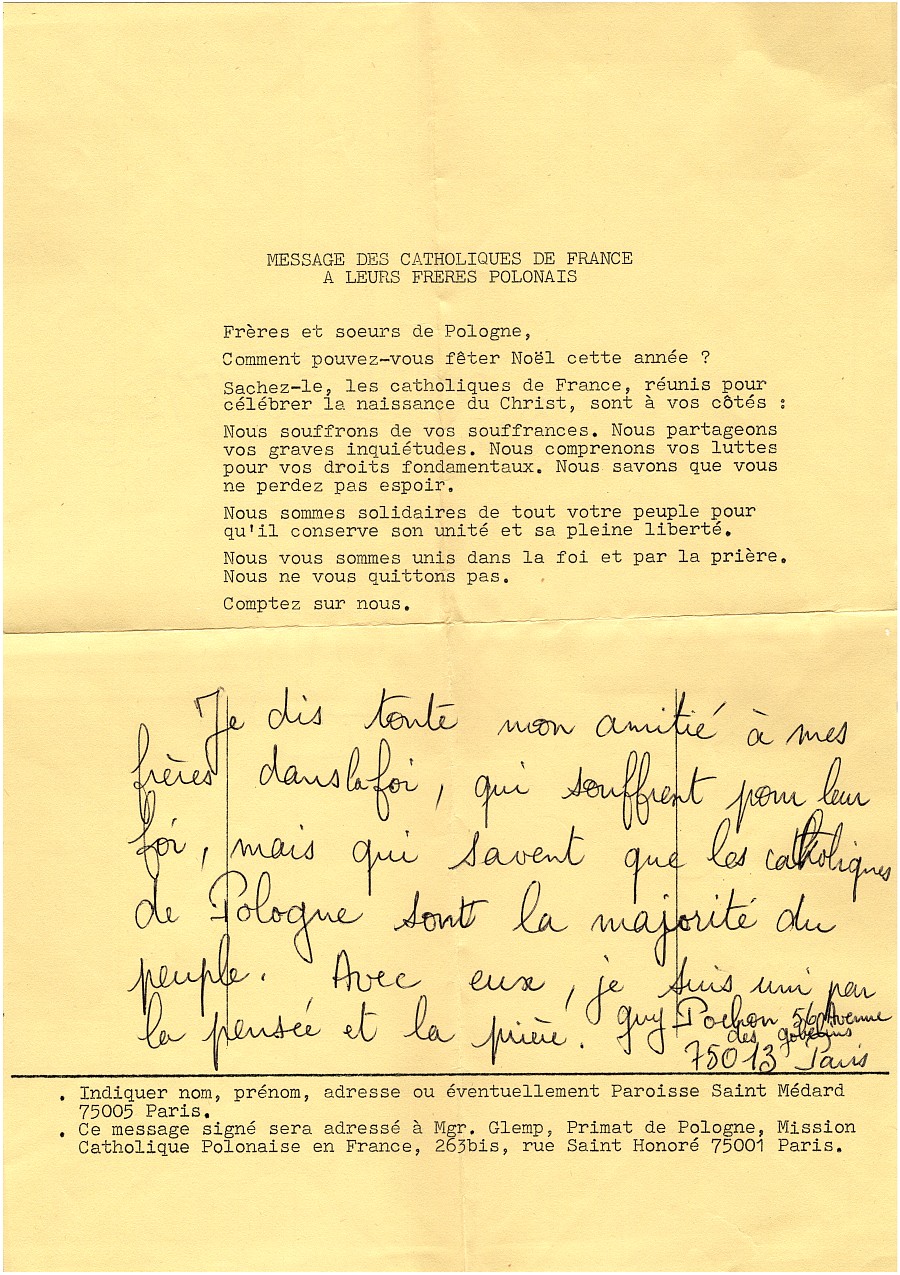 MESSAGE DES CATHOLIQUES DE FRANCE
A LEURS FRERES POLONAIS
Frères et soeurs de Pologne,
Comment pouvez-vous fêter Noël cette année ?
Sachez-le, les catholiques de France, réunis pour
célébrer la naissance du Christ, sont à vos côtés :
Nous souffrons de vos souffrances. Nous partageons
vos graves inquiétudes. Nous comprenons vos luttes
pour vos droits fondamentaux. Nous savons que vous
ne perdez pas espoir.
Nous sommes solidaires de tout votre peuple pour
qu'il conserve son unité et sa pleine liberté.
Nous vous sommes unis dans la foi et par la prière.
Nous ne vous quittons pas.
Comptez sur nous.
Je dis toute mon amitié à mes
frères dans la foi, qui souffrent pour leur
foi, mais qui savent que les catholiques
de Pologne sont la majorité du
peuple. Avec eux, je suis uni par
la pensée et la prière. Guy Pochon 56 Avenue
des gobelins
75013 Paris
. Indiquer nom, prénom, adresse ou éventuellement Paroisse Saint Médard
75005 Paris.
. Ce message signé sera adressé à Mgr. Glemp, Primat de Pologne, Mission
Catholique Polonaise en France, 263bis, rue Saint Honoré 75001 Paris.